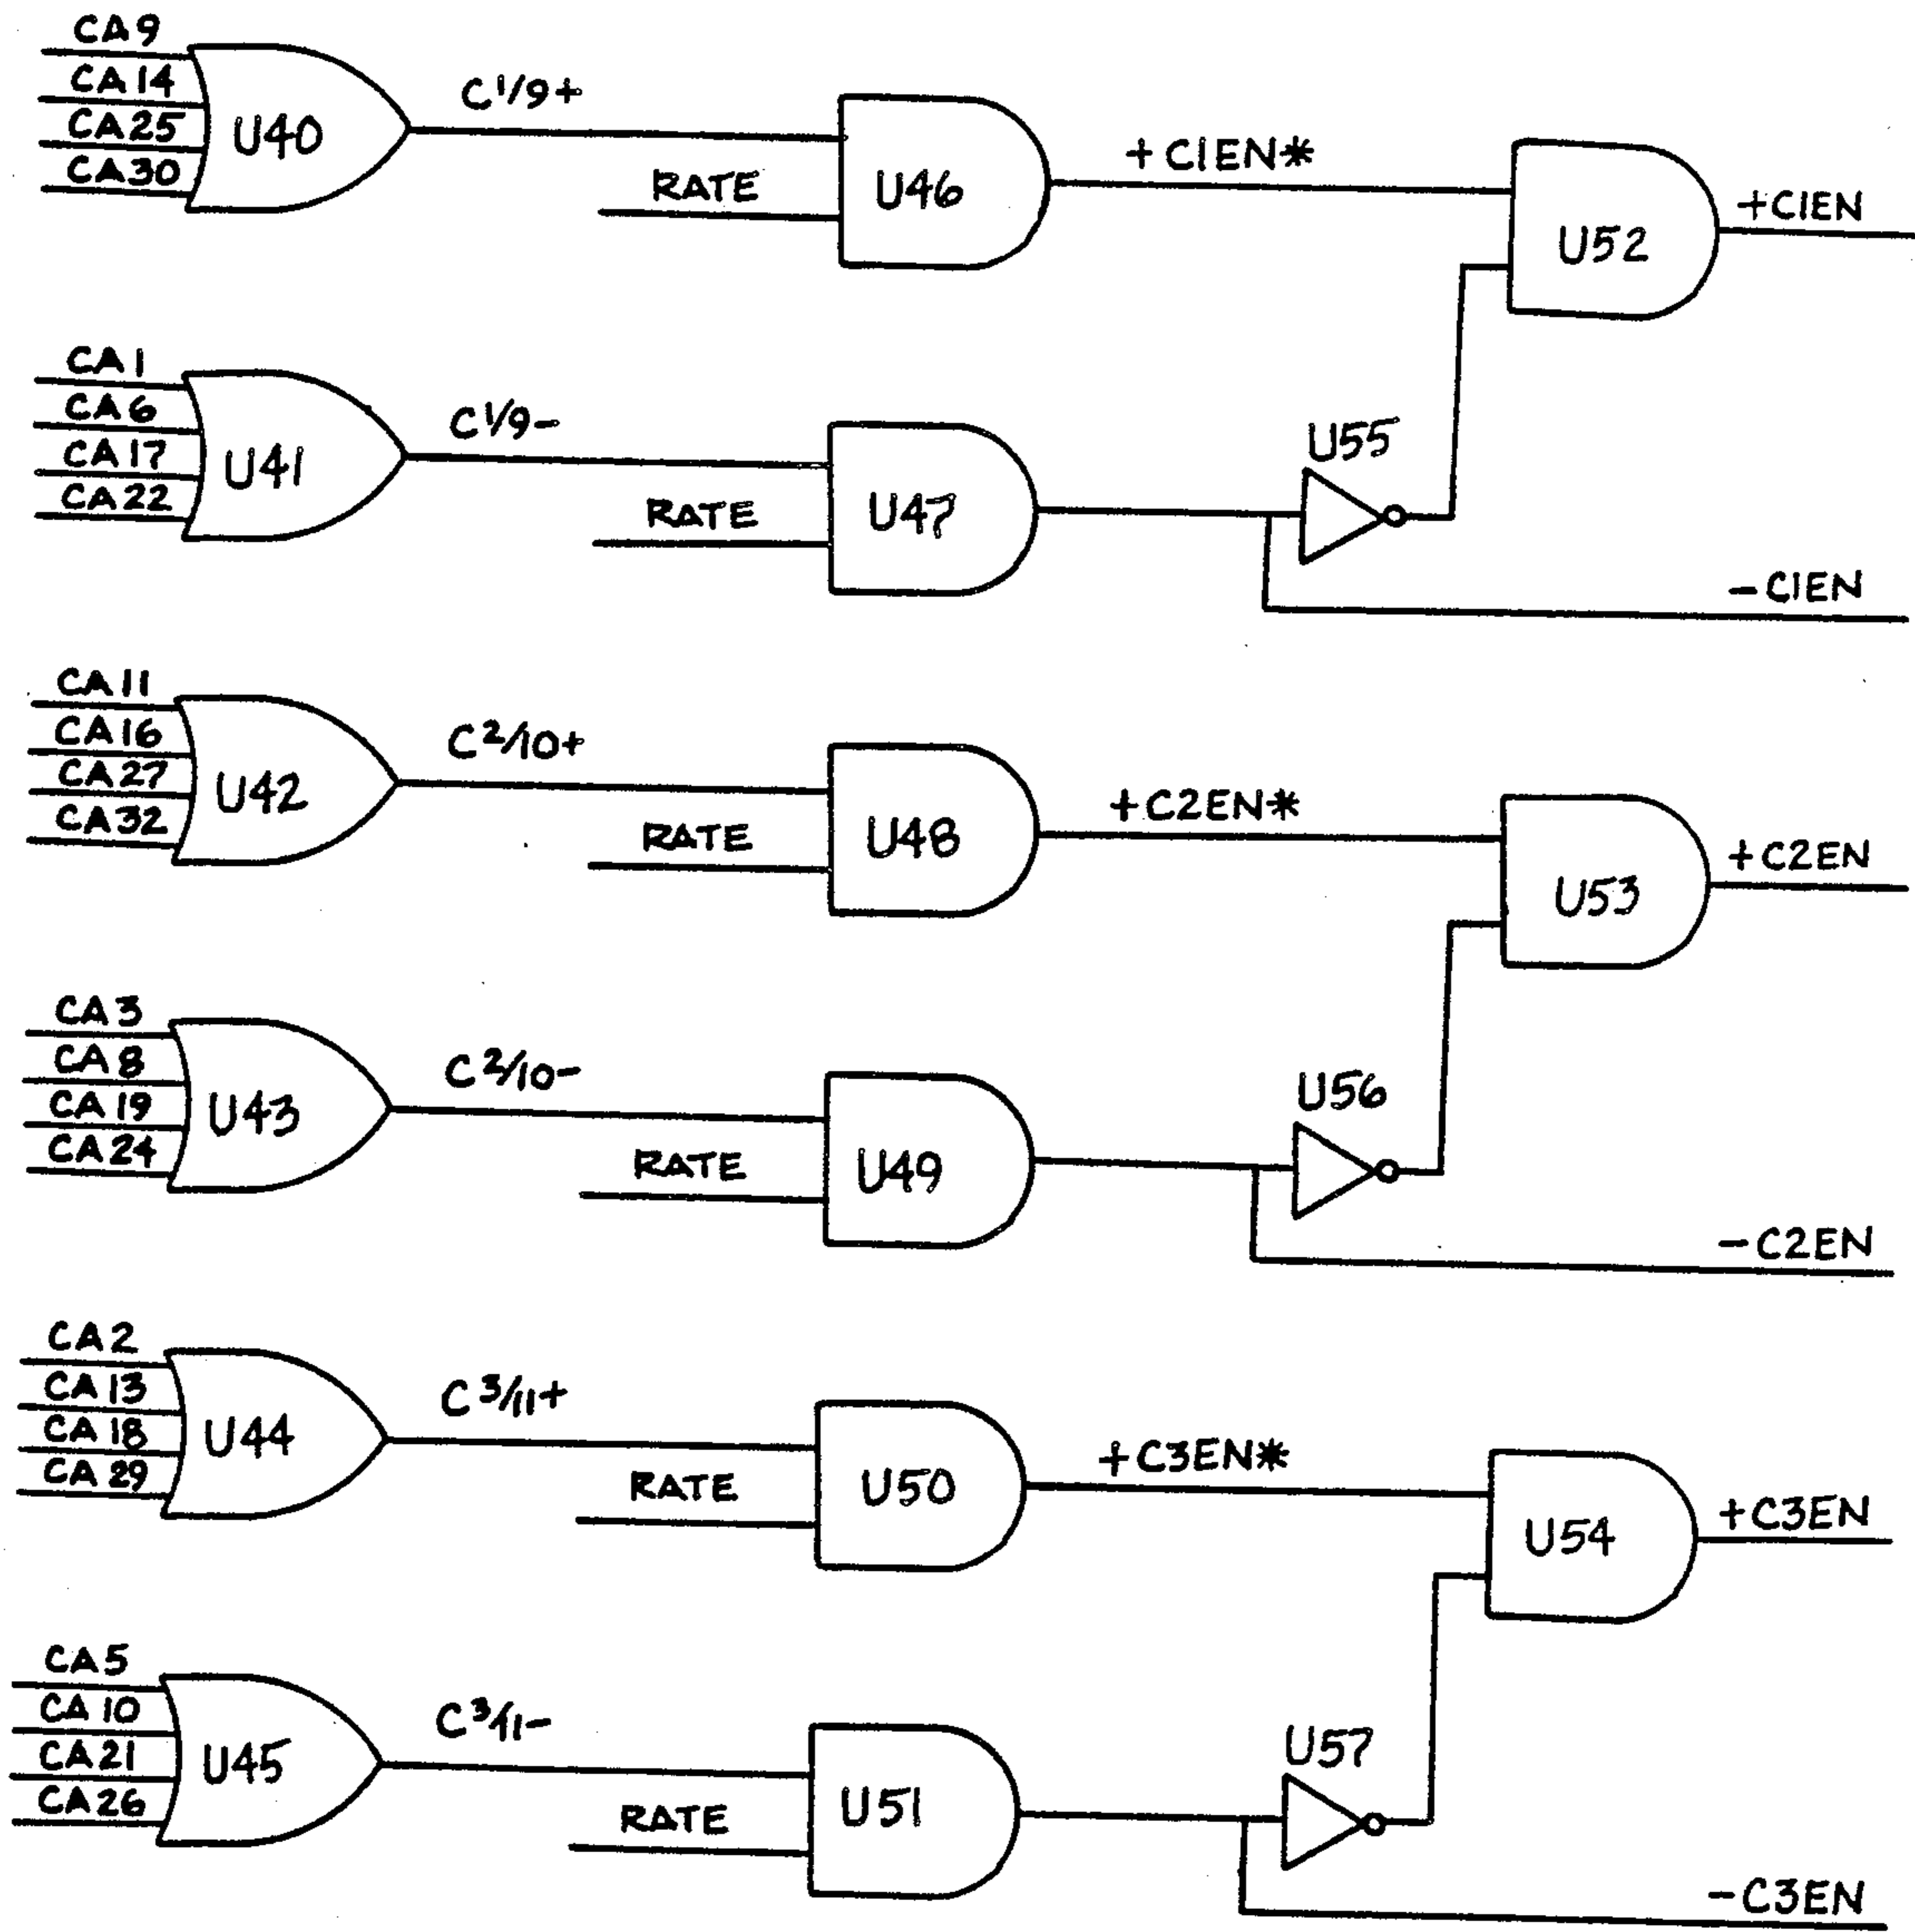 CA9
CA14
CA25
CA30
U40
C1/9+
RATE
U46
+C1EN*
U52
+C1EN
CA1
CA6
CA17
CA22
U41
C1/9-
RATE
U47
U55
-C1EN
CA11
CA16
CA27
CA32
U42
C2/10+
RATE
U48
+C2EN*
U53
+C2EN
CA3
CA8
CA19
CA24
U43
C2/10-
RATE
U49
U56
-C2EN
CA2
CA13
CA18
CA29
U44
C3/11+
RATE
U50
+C3EN*
U54
+C3EN
CA5
CA10
CA21
CA26
U45
C3/11-
RATE
U51
U57
-C3EN